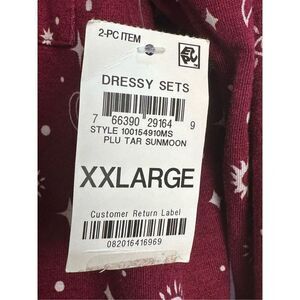 2-PC ITEM
DRESSY SETS
7 66390 29164 9
STYLE 100154910MS
PLU TAR SUNMOON
XXLARGE
Customer Return Label
082016416969